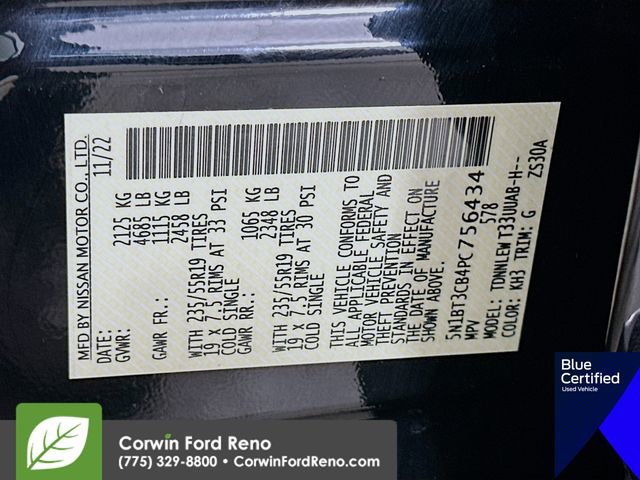 MFD BY NISSAN MOTOR CO., LTD.
DATE: 11/22
GVWR: 2125 KG
4685 LB
GAWR FR.: 1115 KG
2458 LB
WITH 235/55R19 TIRES
19 X 7.5 RIMS AT 33 PSI
COLD SINGLE
GAWR RR.: 1065 KG
2348 LB
WITH 235/55R19 TIRES
19 X 7.5 RIMS AT 30 PSI
COLD SINGLE
THIS VEHICLE CONFORMS TO
ALL APPLICABLE FEDERAL
MOTOR VEHICLE SAFETY AND
THEFT PREVENTION
STANDARDS IN EFFECT ON
THE DATE OF MANUFACTURE
SHOWN ABOVE.
5N1BT3CB4PC756434
MPV 578
MODEL: TDMNLEW T33UUAB-H--
COLOR: KH3 TRIM: G ZS30A
Blue
Certified
Used Vehicle
Corwin Ford Reno
(775) 329-8800 • CorwinFordReno.com